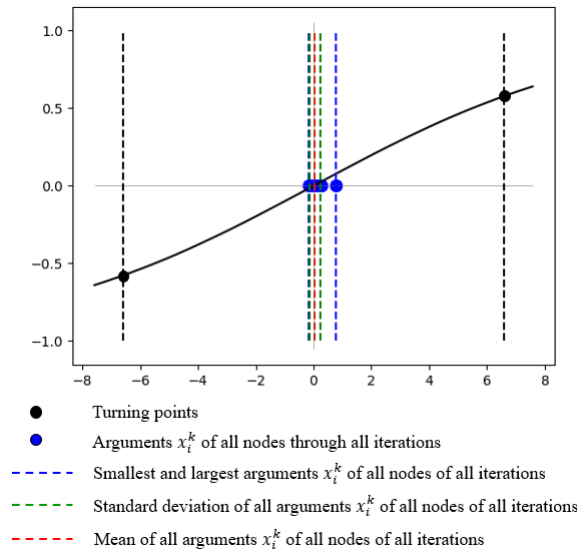 1.0
0.5
0.0
−0.5
−1.0
−8 −6 −4 −2 0 2 4 6 8
Turning points
Arguments $x_i^k$ of all nodes through all iterations
Smallest and largest arguments $x_i^k$ of all nodes of all iterations
Standard deviation of all arguments $x_i^k$ of all nodes of all iterations
Mean of all arguments $x_i^k$ of all nodes of all iterations